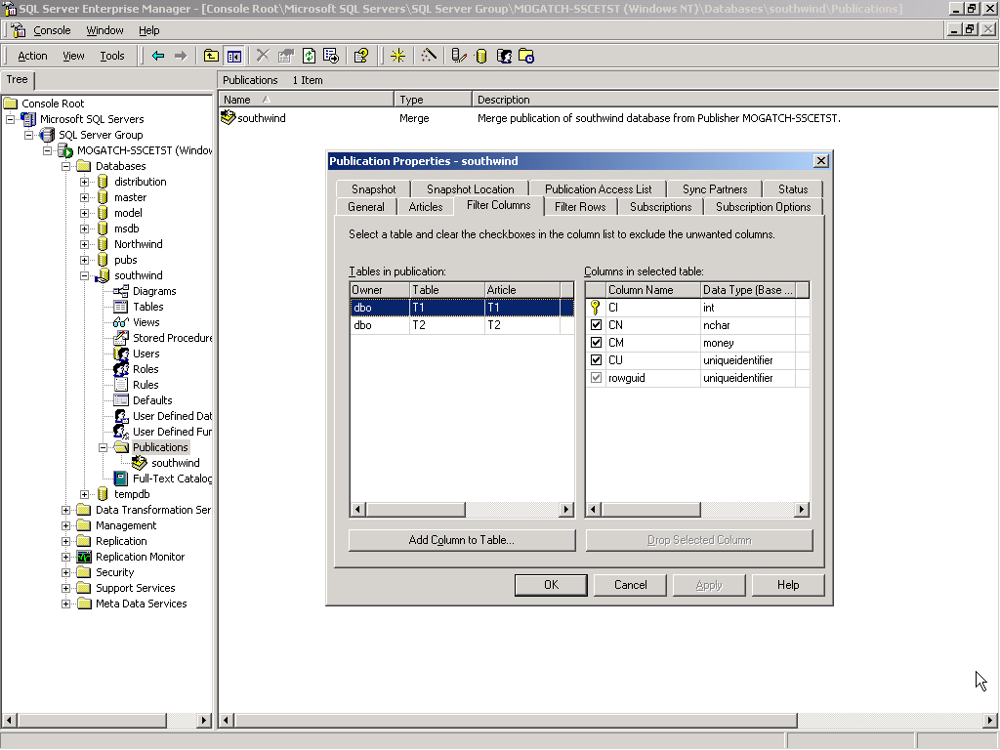 SQL Server Enterprise Manager - [Console Root\Microsoft SQL Servers\SQL Server Group\MOGATCH-SSCETST (Windows NT)\Databases\southwind\Publications]
Console Window Help
Action View Tools
Tree
Publications 1 Item
Console Root
Microsoft SQL Servers
SQL Server Group
MOGATCH-SSCETST (Window
Databases
distribution
master
model
msdb
Northwind
pubs
southwind
Diagrams
Tables
Views
Stored Procedure
Users
Roles
Rules
Defaults
User Defined Dat
User Defined Fur
Publications
southwind
Full-Text Catalog
tempdb
Data Transformation Ser
Management
Replication
Replication Monitor
Security
Support Services
Meta Data Services
Name Type Description
southwind Merge Merge publication of southwind database from Publisher MOGATCH-SSCETST.
Publication Properties - southwind
Snapshot Snapshot Location Publication Access List Sync Partners Status
General Articles Filter Columns Filter Rows Subscriptions Subscription Options
Select a table and clear the checkboxes in the column list to exclude the unwanted columns.
Tables in publication:
Owner Table Article
dbo T1 T1
dbo T2 T2
Columns in selected table:
Column Name Data Type (Base ...
CI int
CN nchar
CM money
CU uniqueidentifier
rowguid uniqueidentifier
Add Column to Table... Drop Selected Column
OK Cancel Apply Help